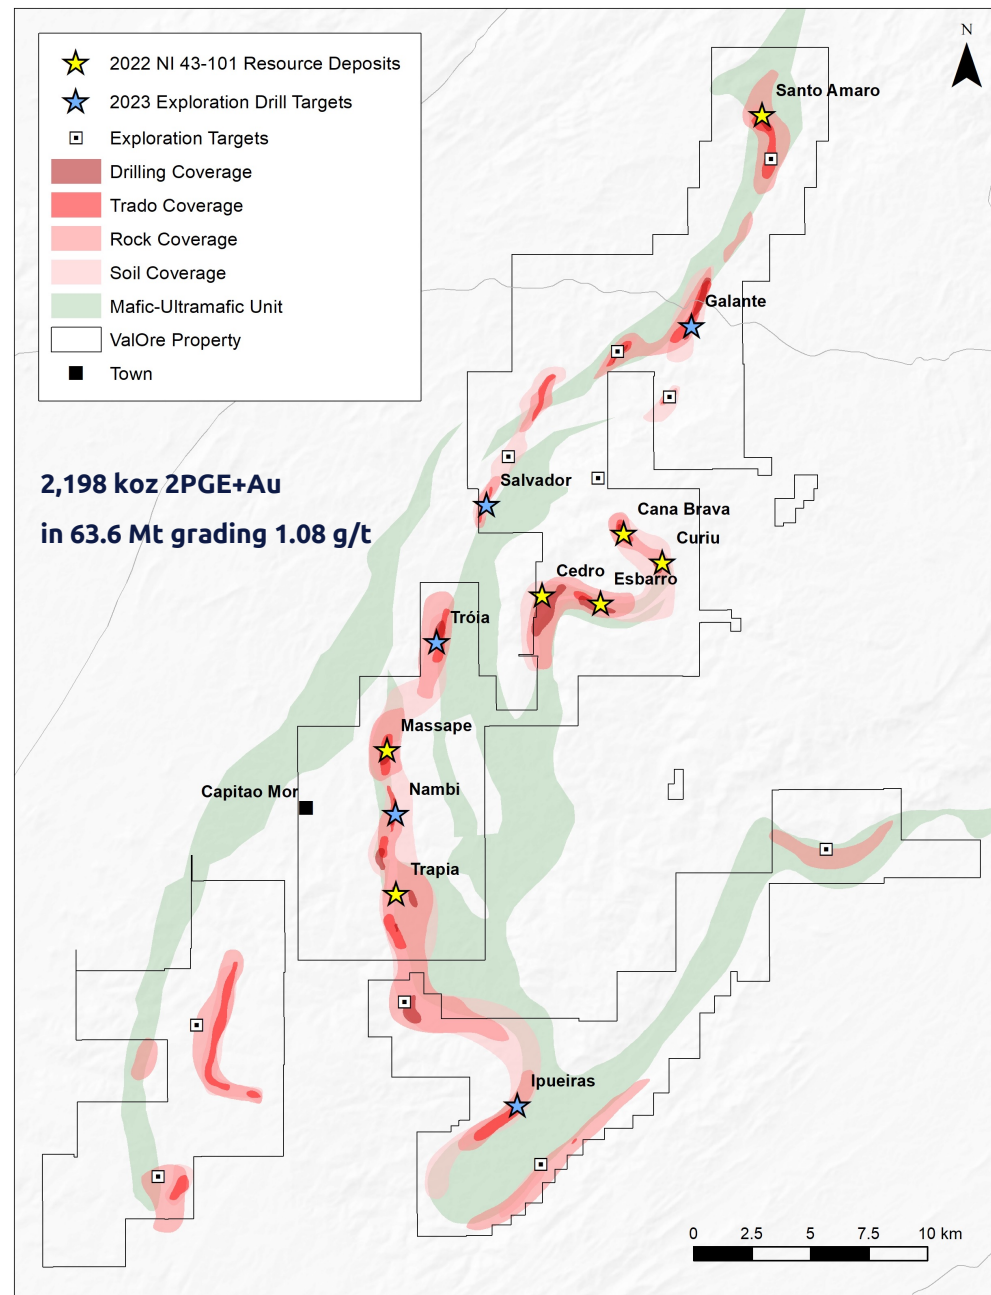 2022 NI 43-101 Resource Deposits
2023 Exploration Drill Targets
Exploration Targets
Drilling Coverage
Trado Coverage
Rock Coverage
Soil Coverage
Mafic-Ultramafic Unit
ValOre Property
Town
N
Santo Amaro
Galante
2,198 koz 2PGE+Au
in 63.6 Mt grading 1.08 g/t
Salvador
Cana Brava
Curiu
Cedro
Esbarro
Tróia
Massape
Nambi
Capitao Mor
Trapia
Ipueiras
0 2.5 5 7.5 10 km